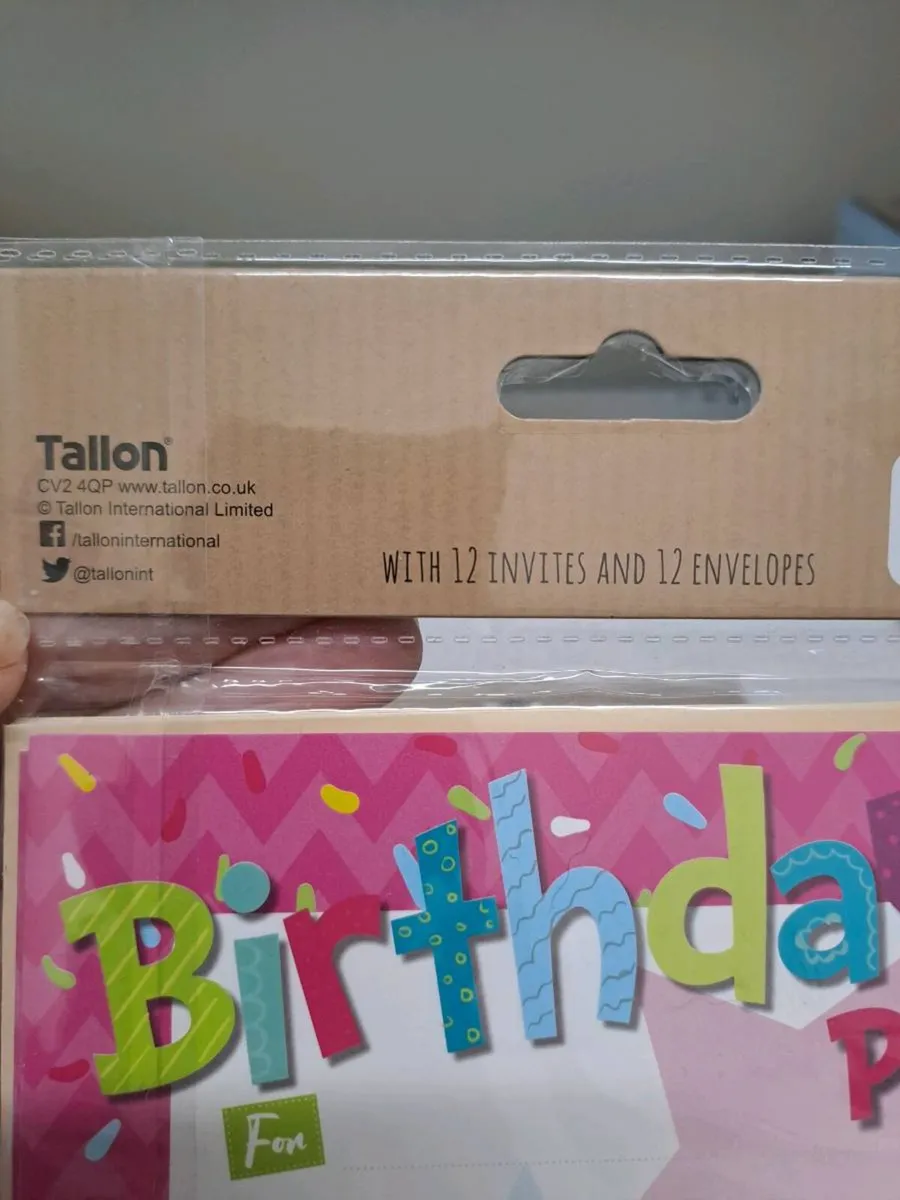 Tallon®
CV2 4QP www.tallon.co.uk
© Tallon International Limited
/talloninternational
@tallonint
WITH 12 INVITES AND 12 ENVELOPES
Birthda
P
For